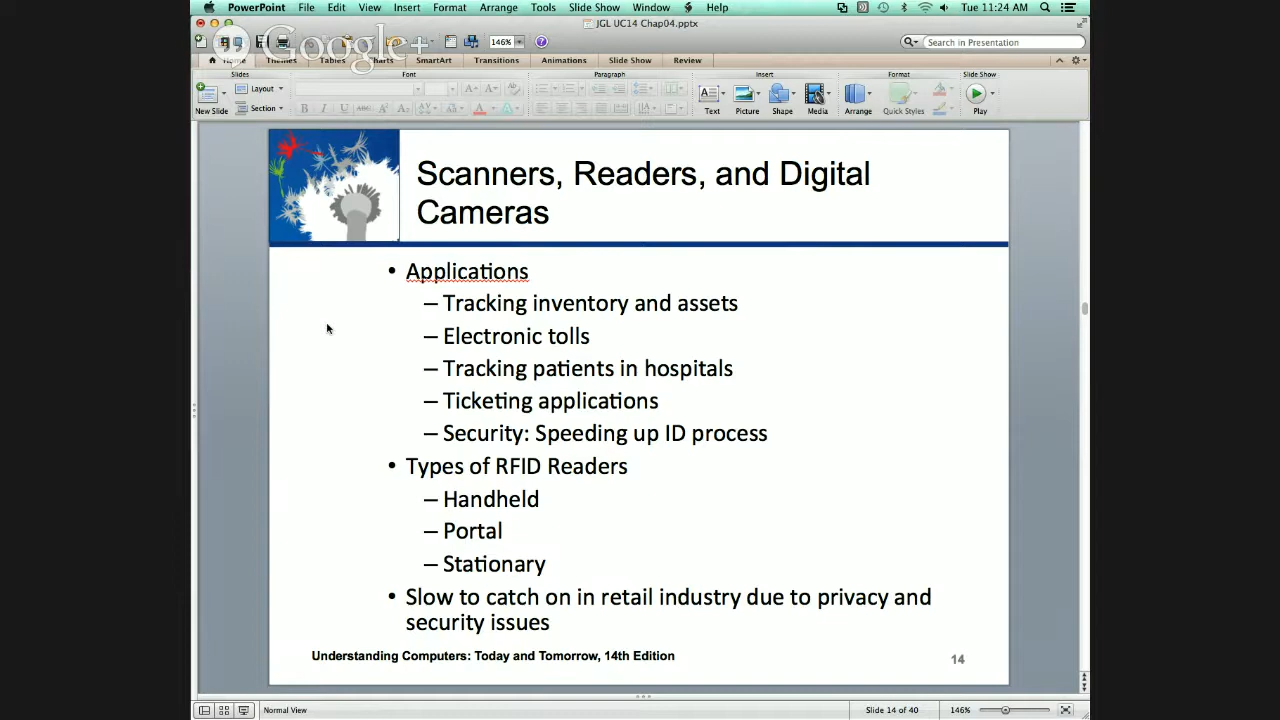 PowerPoint File Edit View Insert Format Arrange Tools Slide Show Window Help Tue 11:24 AM
JGL UC14 Chap04.pptx
Google+
146% Search in Presentation
Home Themes Tables Charts SmartArt Transitions Animations Slide Show Review
Slides Font Paragraph Insert Format Slide Show
Layout
Section
New Slide Text Picture Shape Media Arrange Quick Styles Play
B I U ABC A A
Scanners, Readers, and Digital
Cameras
• Applications
– Tracking inventory and assets
– Electronic tolls
– Tracking patients in hospitals
– Ticketing applications
– Security: Speeding up ID process
• Types of RFID Readers
– Handheld
– Portal
– Stationary
• Slow to catch on in retail industry due to privacy and
security issues
Understanding Computers: Today and Tomorrow, 14th Edition 14
Normal View Slide 14 of 40 146%